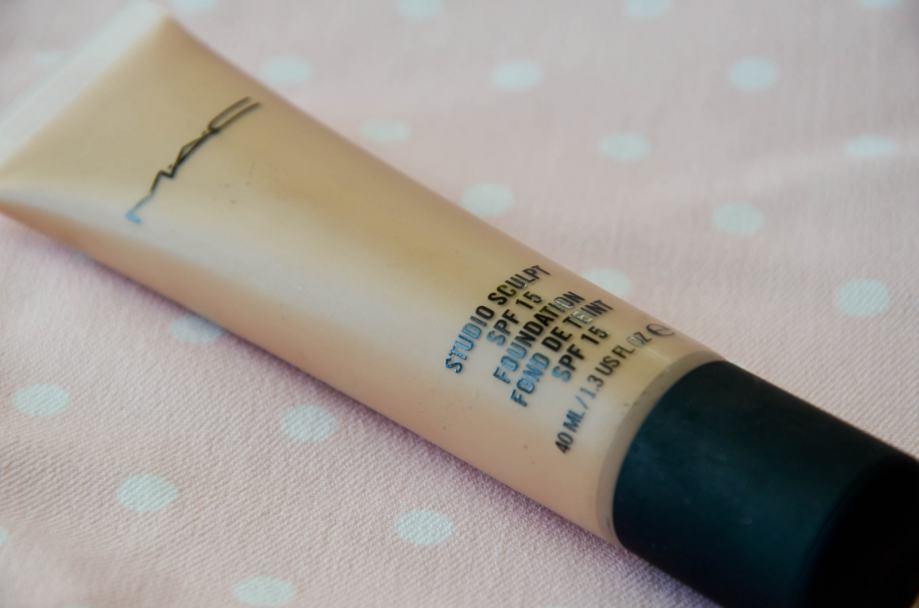 MAC
STUDIO SCULPT
SPF 15
FOUNDATION
FOND DE TEINT
SPF 15
40 ML / 1.3 US FL OZ ℮